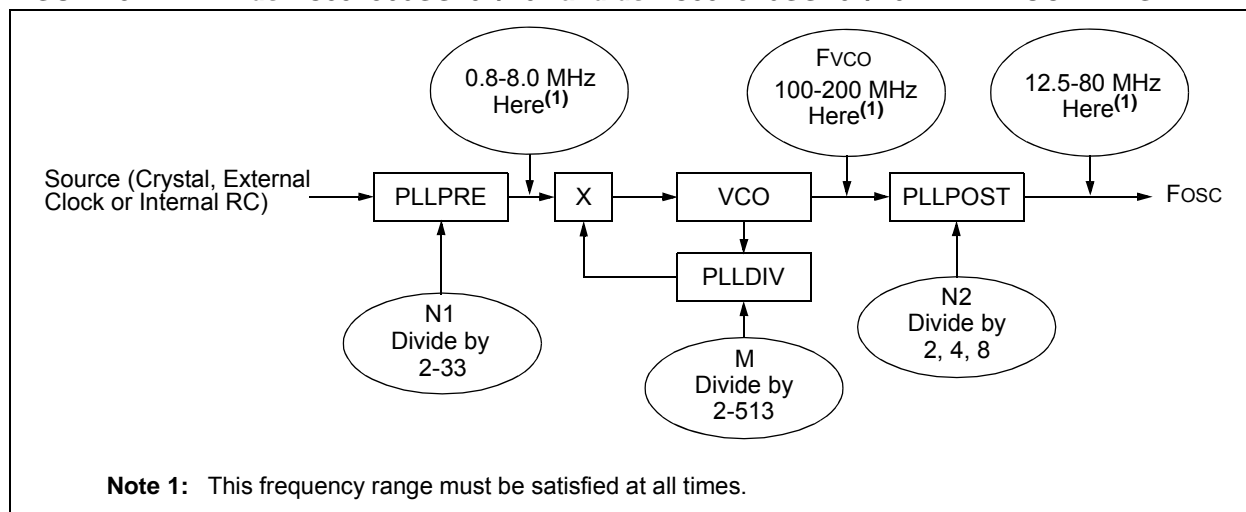 0.8-8.0 MHz
Here(1)
FVCO
100-200 MHz
Here(1)
12.5-80 MHz
Here(1)
Source (Crystal, External
Clock or Internal RC)
PLLPRE
X
VCO
PLLPOST
FOSC
PLLDIV
N1
Divide by
2-33
M
Divide by
2-513
N2
Divide by
2, 4, 8
Note 1: This frequency range must be satisfied at all times.